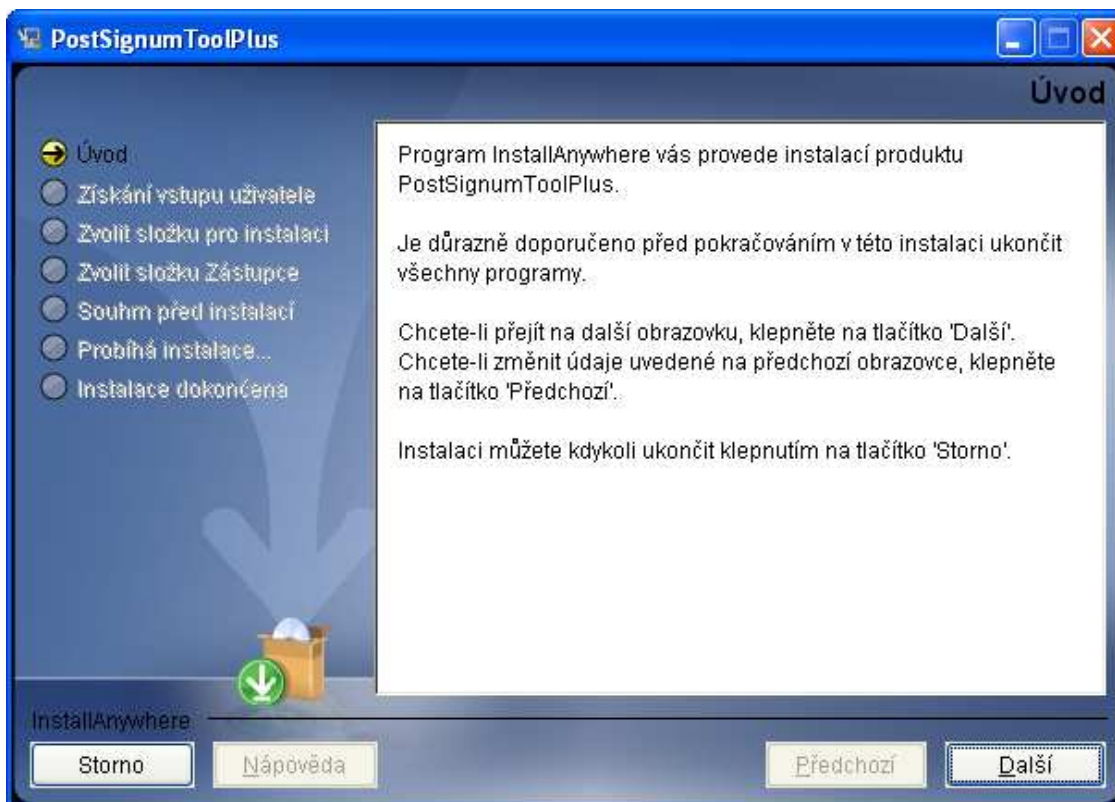 PostSignumToolPlus
Úvod
Úvod
Získání vstupu uživatele
Zvolit složku pro instalaci
Zvolit složku Zástupce
Souhrn před instalací
Probíhá instalace...
Instalace dokončena
Program InstallAnywhere vás provede instalací produktu
PostSignumToolPlus.
Je důrazně doporučeno před pokračováním v této instalaci ukončit
všechny programy.
Chcete-li přejít na další obrazovku, klepněte na tlačítko 'Další'.
Chcete-li změnit údaje uvedené na předchozí obrazovce, klepněte
na tlačítko 'Předchozí'.
Instalaci můžete kdykoli ukončit klepnutím na tlačítko 'Storno'.
InstallAnywhere
Storno
Nápověda
Předchozí
Další